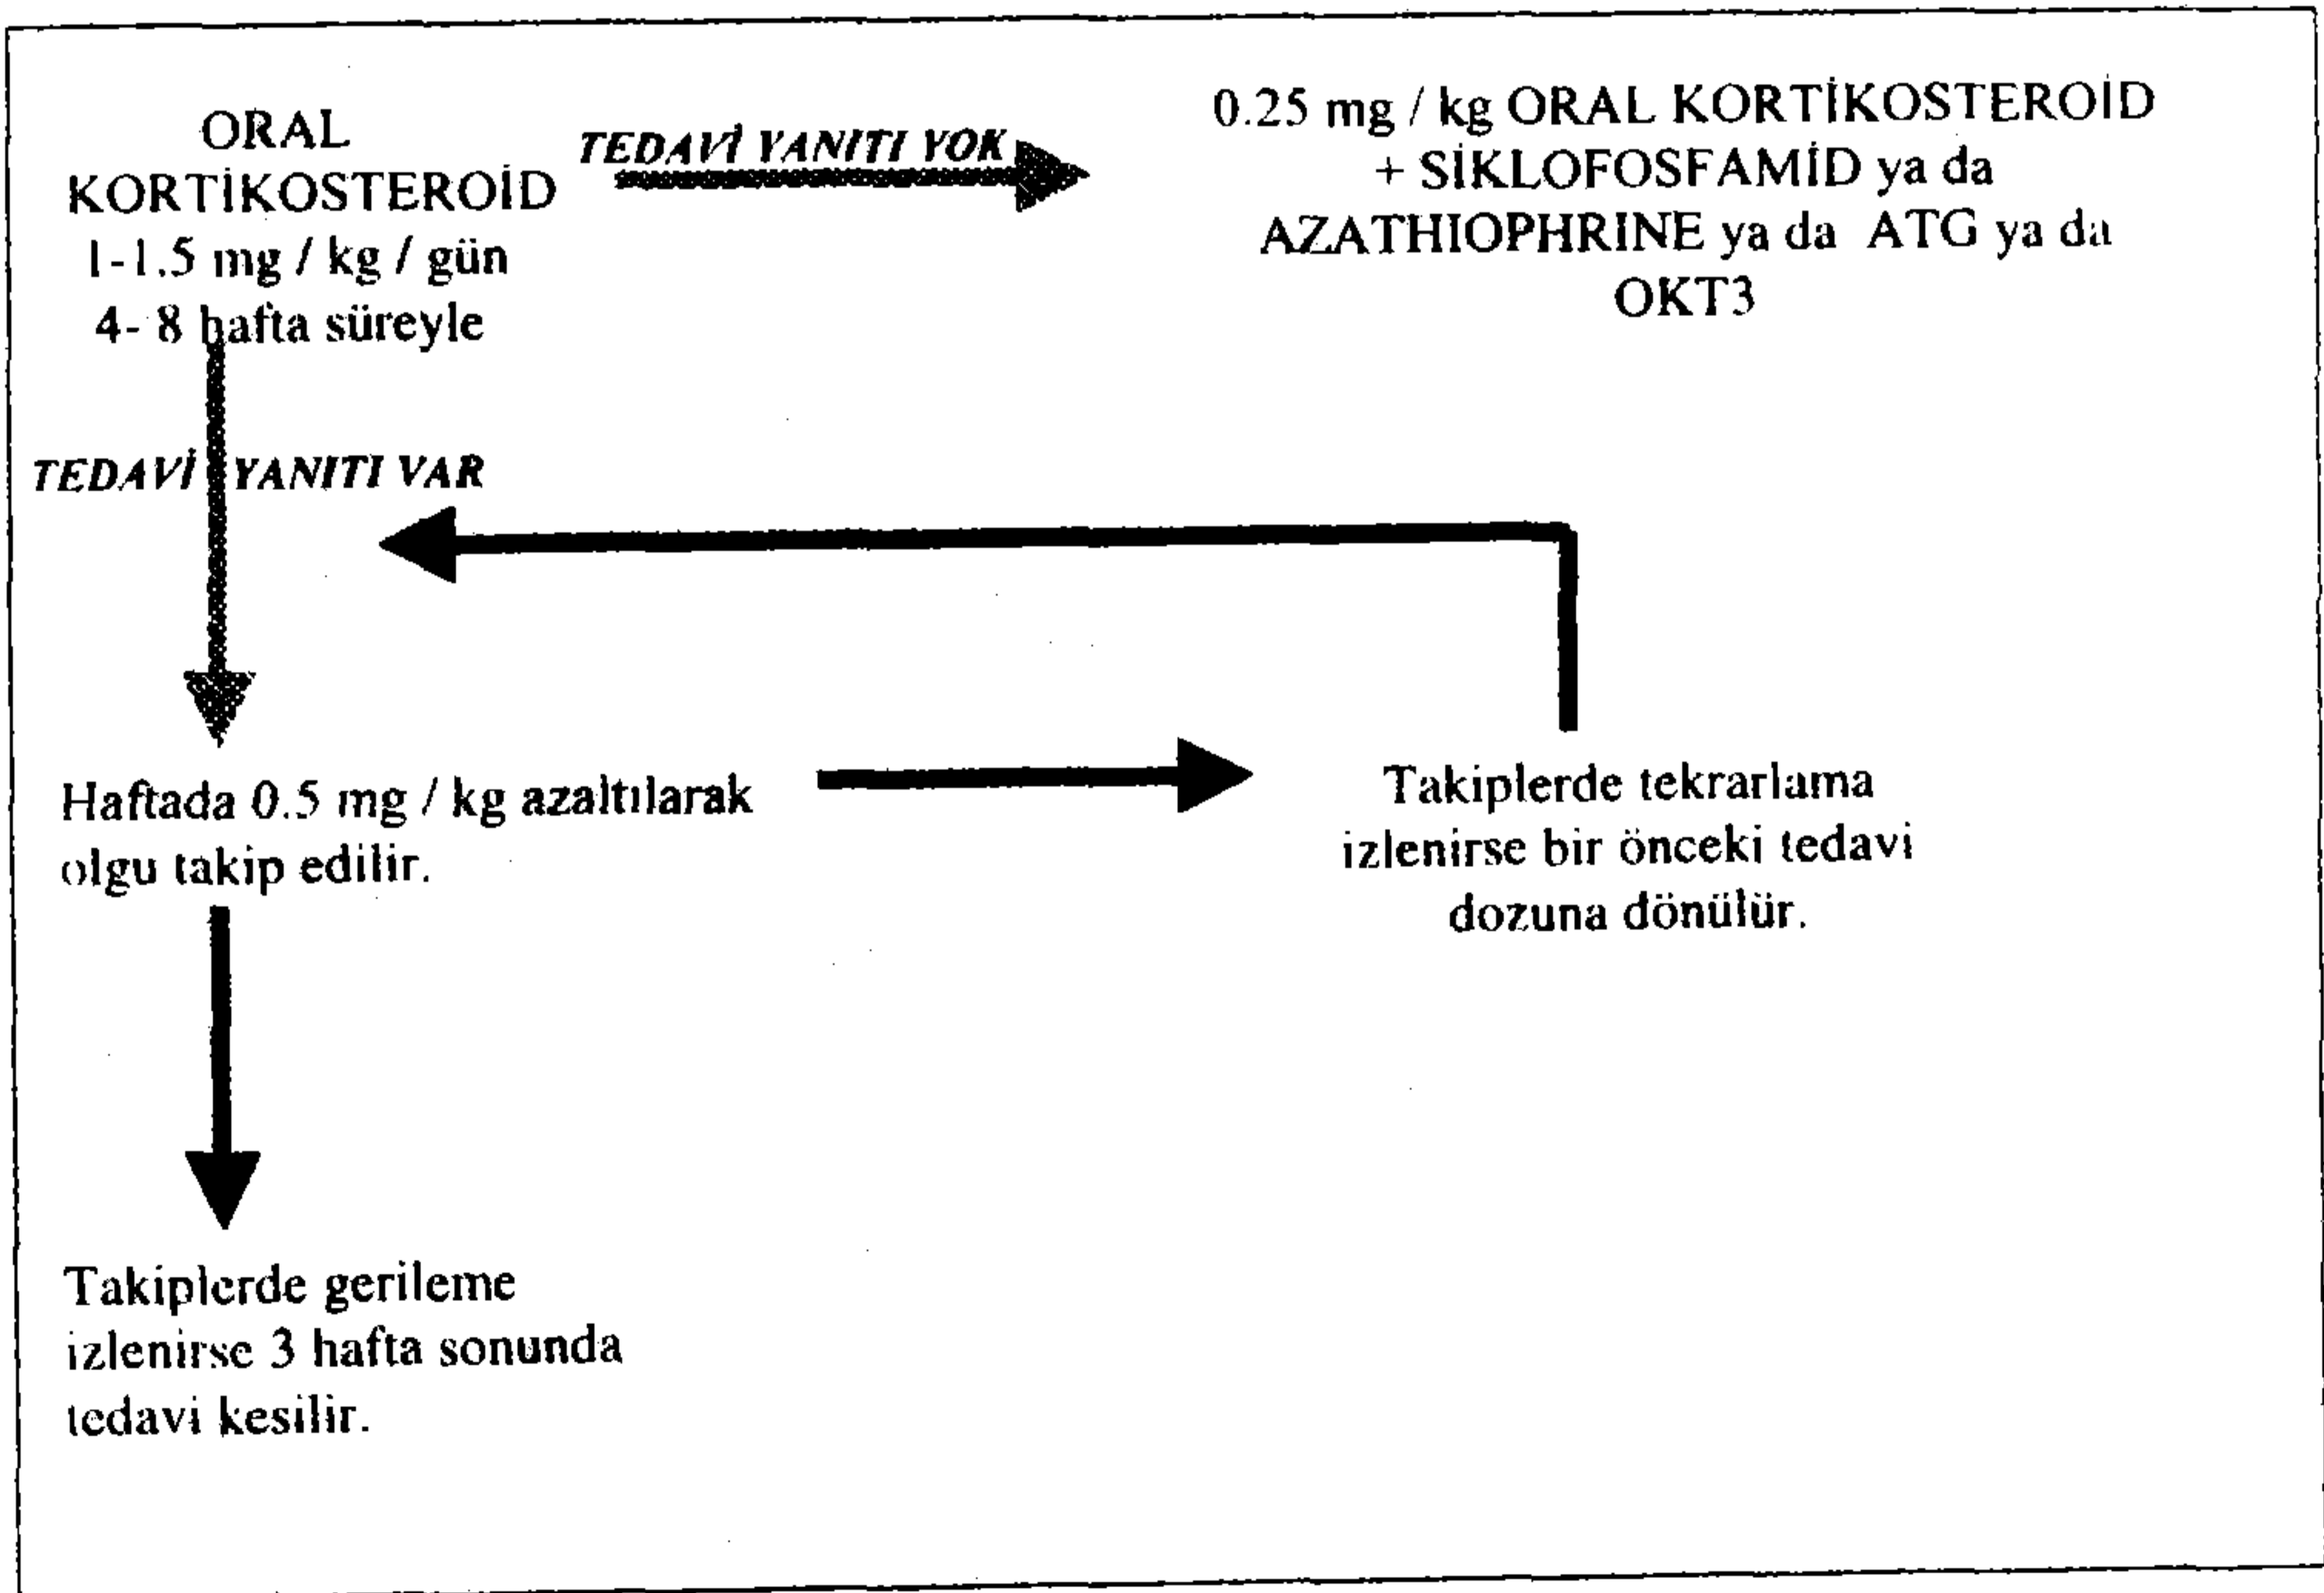 ORAL
KORTİKOSTEROİD
1-1.5 mg / kg / gün
4- 8 hafta süreyle
TEDAVİ YANITI YOK
0.25 mg / kg ORAL KORTİKOSTEROİD
+ SİKLOFOSFAMİD ya da
AZATHIOPHRINE ya da ATG ya da
OKT3
TEDAVİ YANITI VAR
Haftada 0.5 mg / kg azaltılarak
olgu takip edilir.
Takiplerde tekrarlama
izlenirse bir önceki tedavi
dozuna dönülür.
Takiplerde gerileme
izlenirse 3 hafta sonunda
tedavi kesilir.